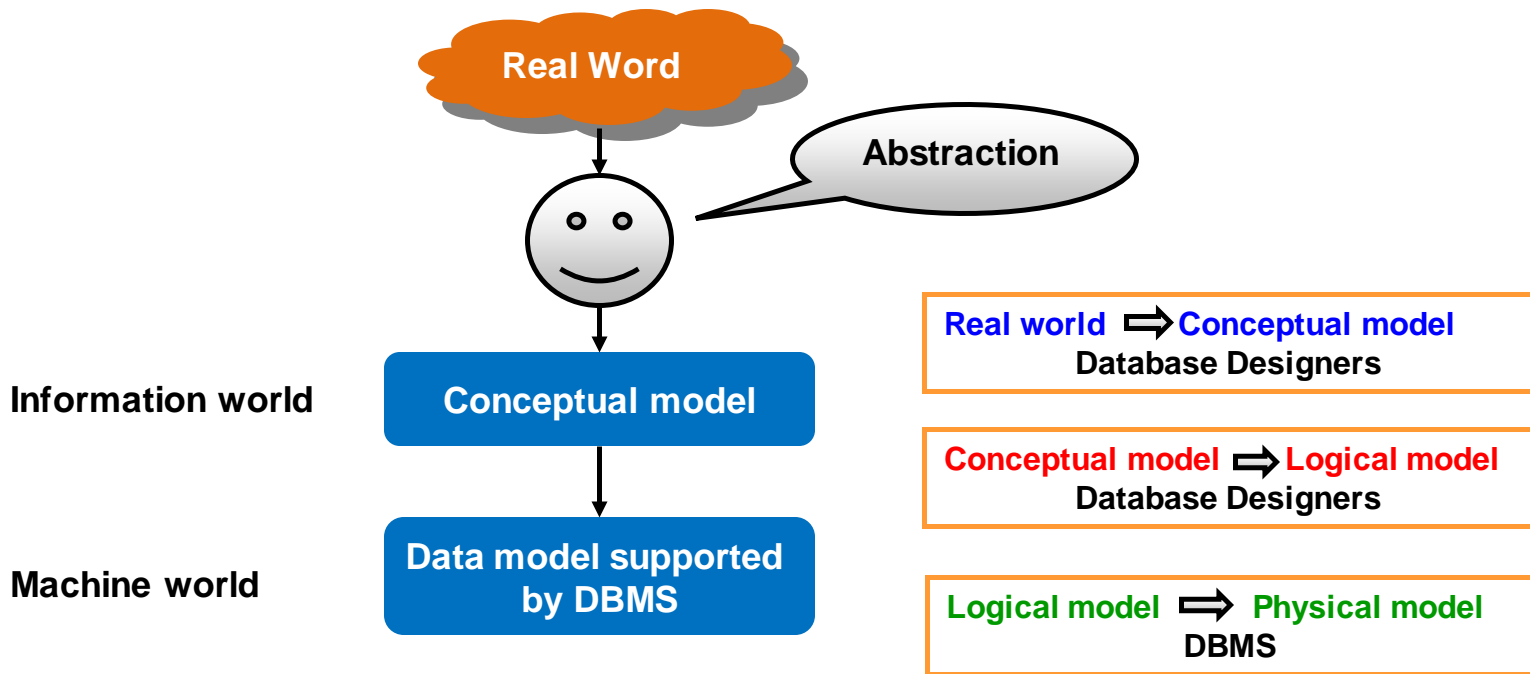 Real Word
Abstraction
Information world
Conceptual model
Machine world
Data model supported
by DBMS
Real world Conceptual model
Database Designers
Conceptual model Logical model
Database Designers
Logical model Physical model
DBMS